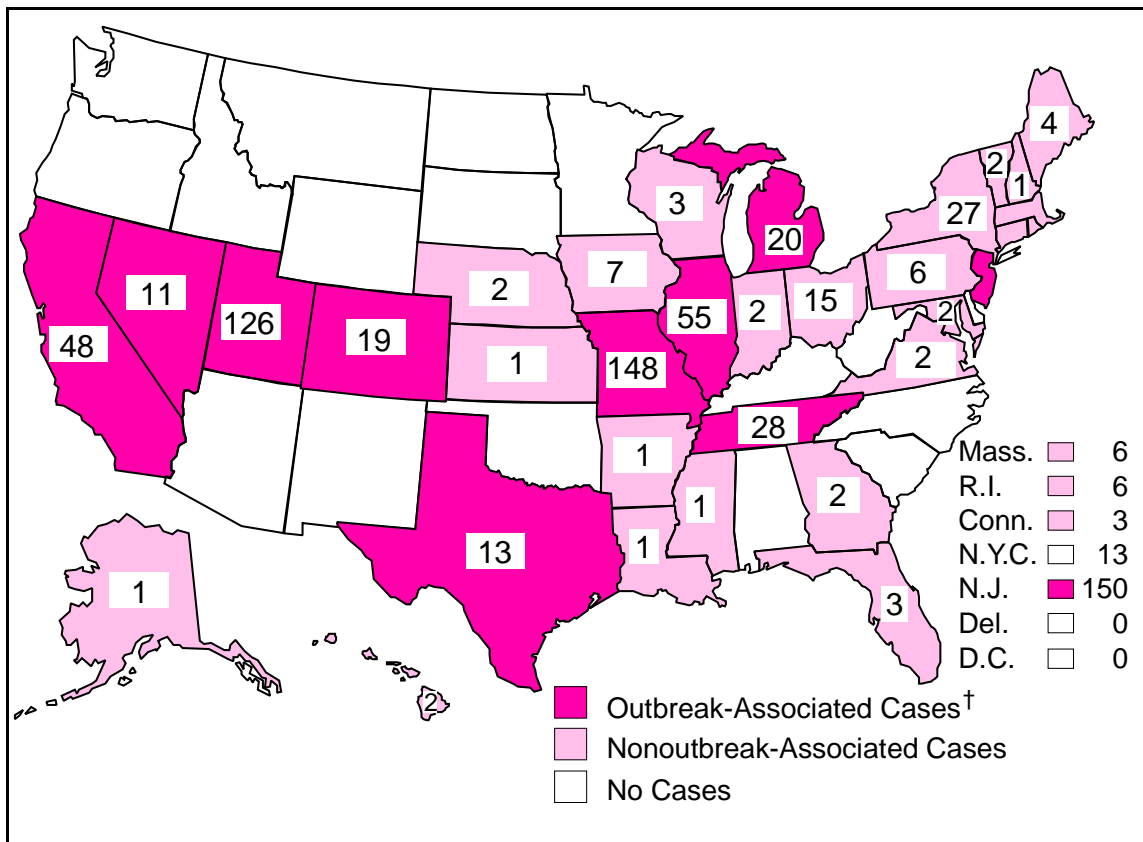 4
2
1
3
27
20
7
6
2
11
2
15
55
2
126
19
48
1
148
2
28
1
Mass. 6
2
R.I. 6
1
Conn. 3
1
13
N.Y.C. 13
1
3
N.J. 150
Del. 0
D.C. 0
2
Outbreak-Associated Cases†
Nonoutbreak-Associated Cases
No Cases